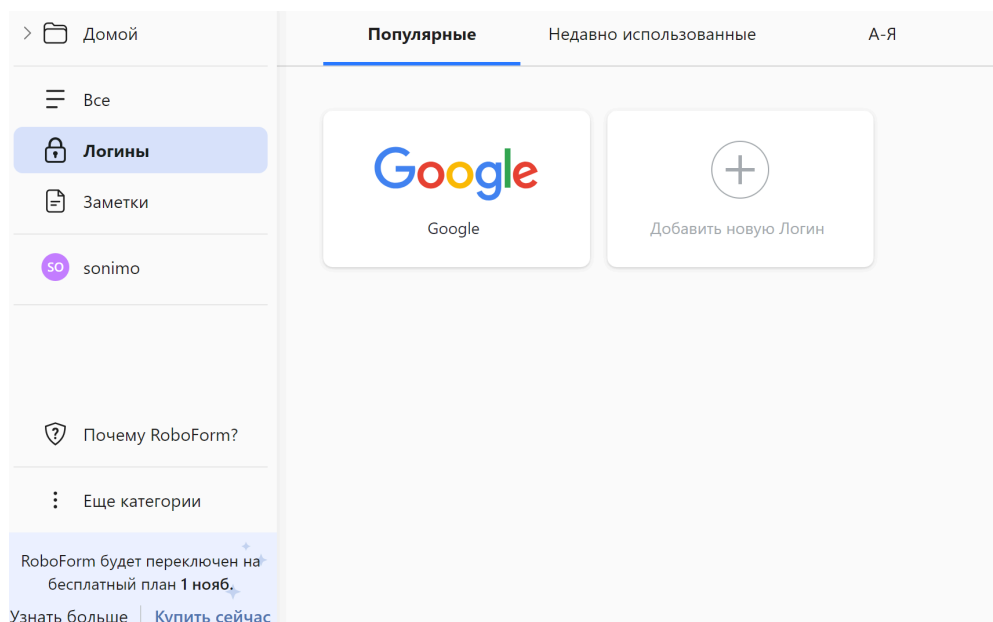 Домой
Все
Логины
Заметки
SO
sonimo
Почему RoboForm?
Еще категории
RoboForm будет переключен на
бесплатный план 1 нояб.
Узнать больше
Купить сейчас
Популярные
Недавно использованные
А-Я
Google
Google
Добавить новую Логин